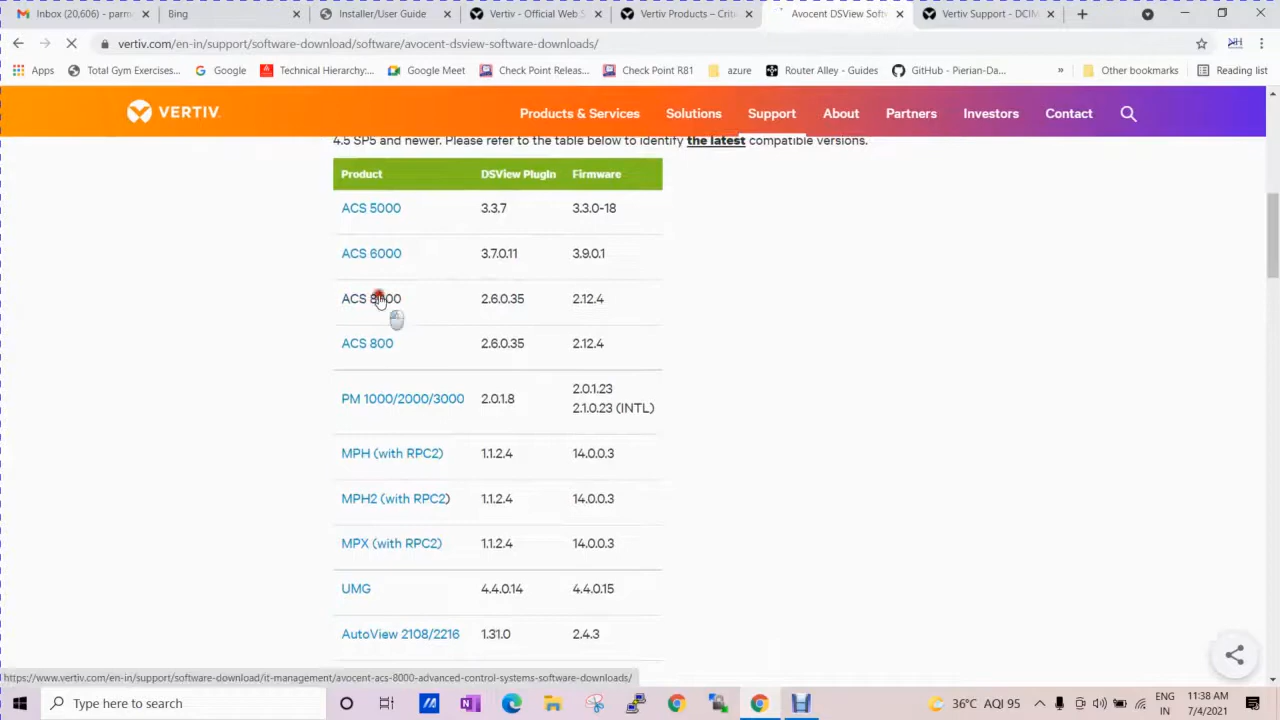 Inbox (20,606) - parm
Bing
Installer/User Guide
Vertiv - Official Web S
Vertiv Products – Crit
Avocent DSView Soft
Vertiv Support - DCIM
vertiv.com/en-in/support/software-download/software/avocent-dsview-software-downloads/
Apps
Total Gym Exercises...
Google
Technical Hierarchy:...
Google Meet
Check Point Releas...
Check Point R81
azure
Router Alley - Guides
GitHub - Pierian-Da...
»
Other bookmarks
Reading list
VERTIV
Products & Services
Solutions
Support
About
Partners
Investors
Contact
4.5 SP5 and newer. Please refer to the table below to identify the latest compatible versions.
Product DSView PlugIn Firmware
ACS 5000 3.3.7 3.3.0-18
ACS 6000 3.7.0.11 3.9.0.1
ACS 8000 2.6.0.35 2.12.4
ACS 800 2.6.0.35 2.12.4
PM 1000/2000/3000 2.0.1.8 2.0.1.23
2.1.0.23 (INTL)
MPH (with RPC2) 1.1.2.4 14.0.0.3
MPH2 (with RPC2) 1.1.2.4 14.0.0.3
MPX (with RPC2) 1.1.2.4 14.0.0.3
UMG 4.4.0.14 4.4.0.15
AutoView 2108/2216 1.31.0 2.4.3
https://www.vertiv.com/en-in/support/software-download/it-management/avocent-acs-8000-advanced-control-systems-software-downloads/
Type here to search
36°C AQI 95
ENG
IN
11:38 AM
7/4/2021